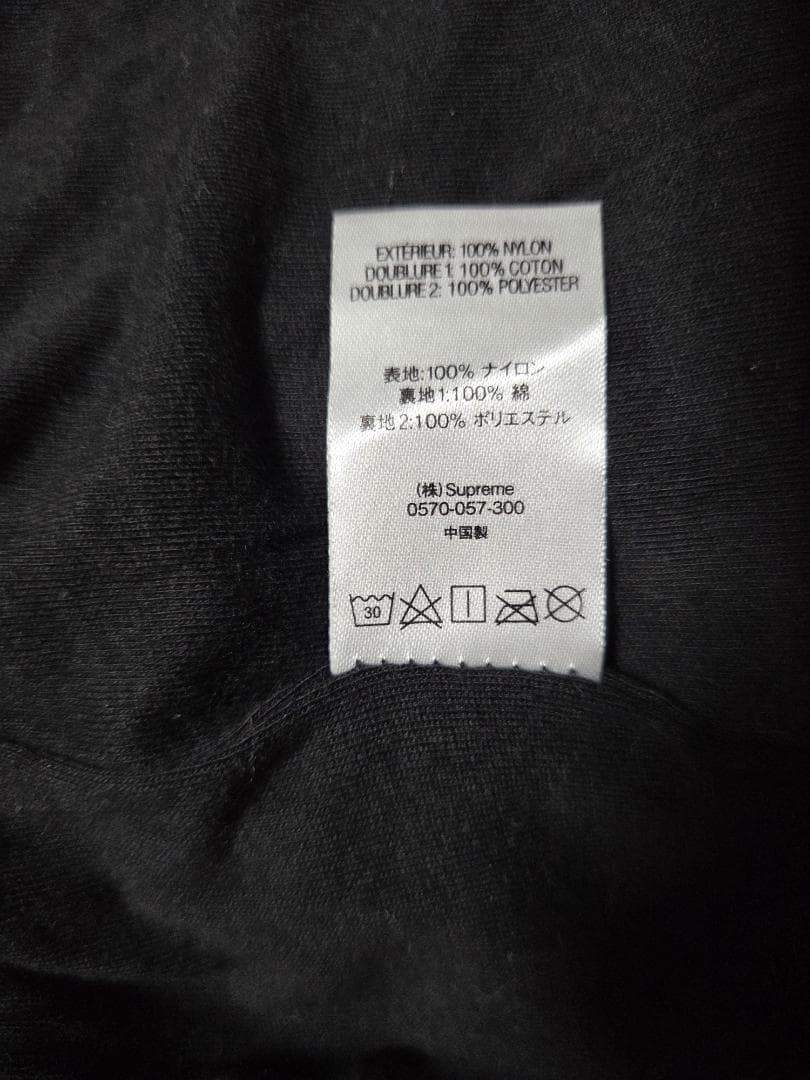 EXTÉRIEUR: 100% NYLON
DOUBLURE 1: 100% COTON
DOUBLURE 2: 100% POLYESTER
表地:100% ナイロン
裏地1:100% 綿
裏地2:100% ポリエステル
(株)Supreme
0570-057-300
中国製
30